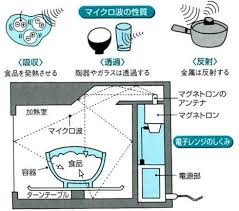 マイクロ波の性質
〈吸収〉
食品を発熱させる
〈透過〉
陶器やガラスは透過する
〈反射〉
金属は反射する
加熱室
マイクロ波
食品
容器
ターンテーブル
マグネトロンの
アンテナ
マグネトロン
電子レンジのしくみ
電源部